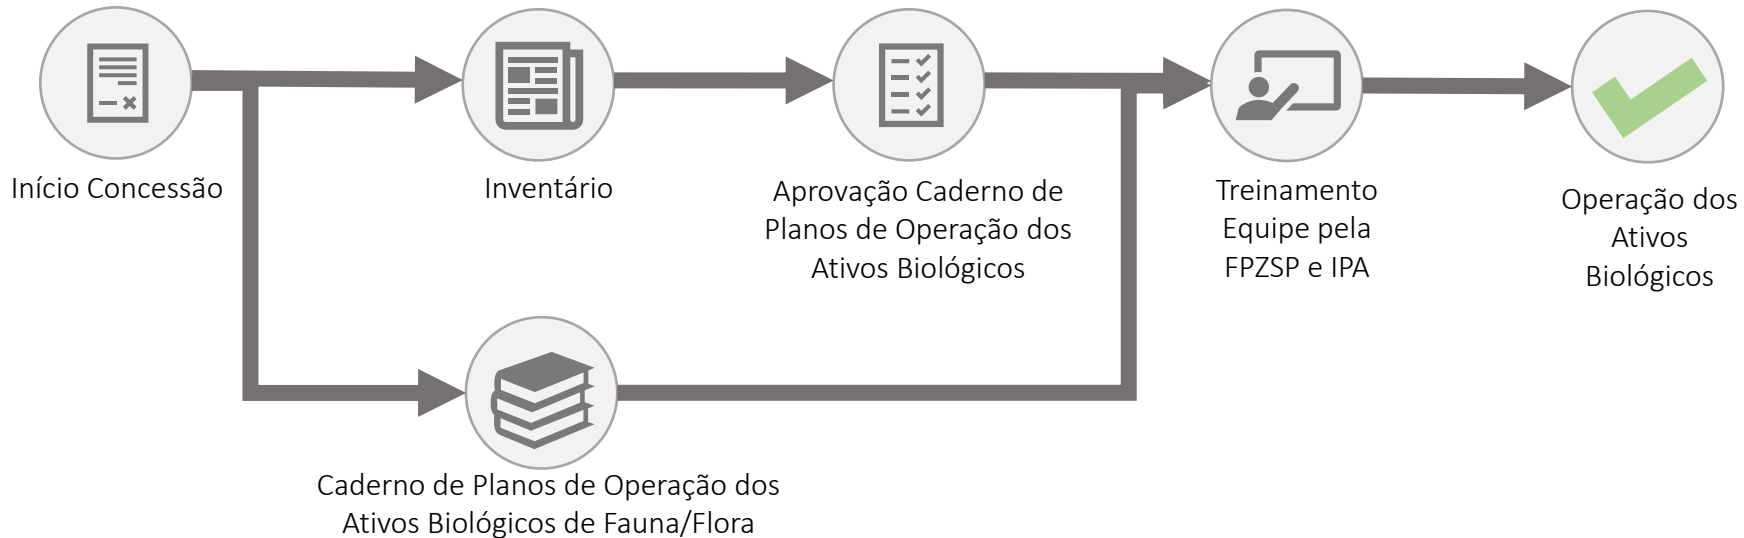 Início Concessão
Inventário
Aprovação Caderno de
Planos de Operação dos
Ativos Biológicos
Treinamento
Equipe pela
FPZSP e IPA
Operação dos
Ativos
Biológicos
Caderno de Planos de Operação dos
Ativos Biológicos de Fauna/Flora